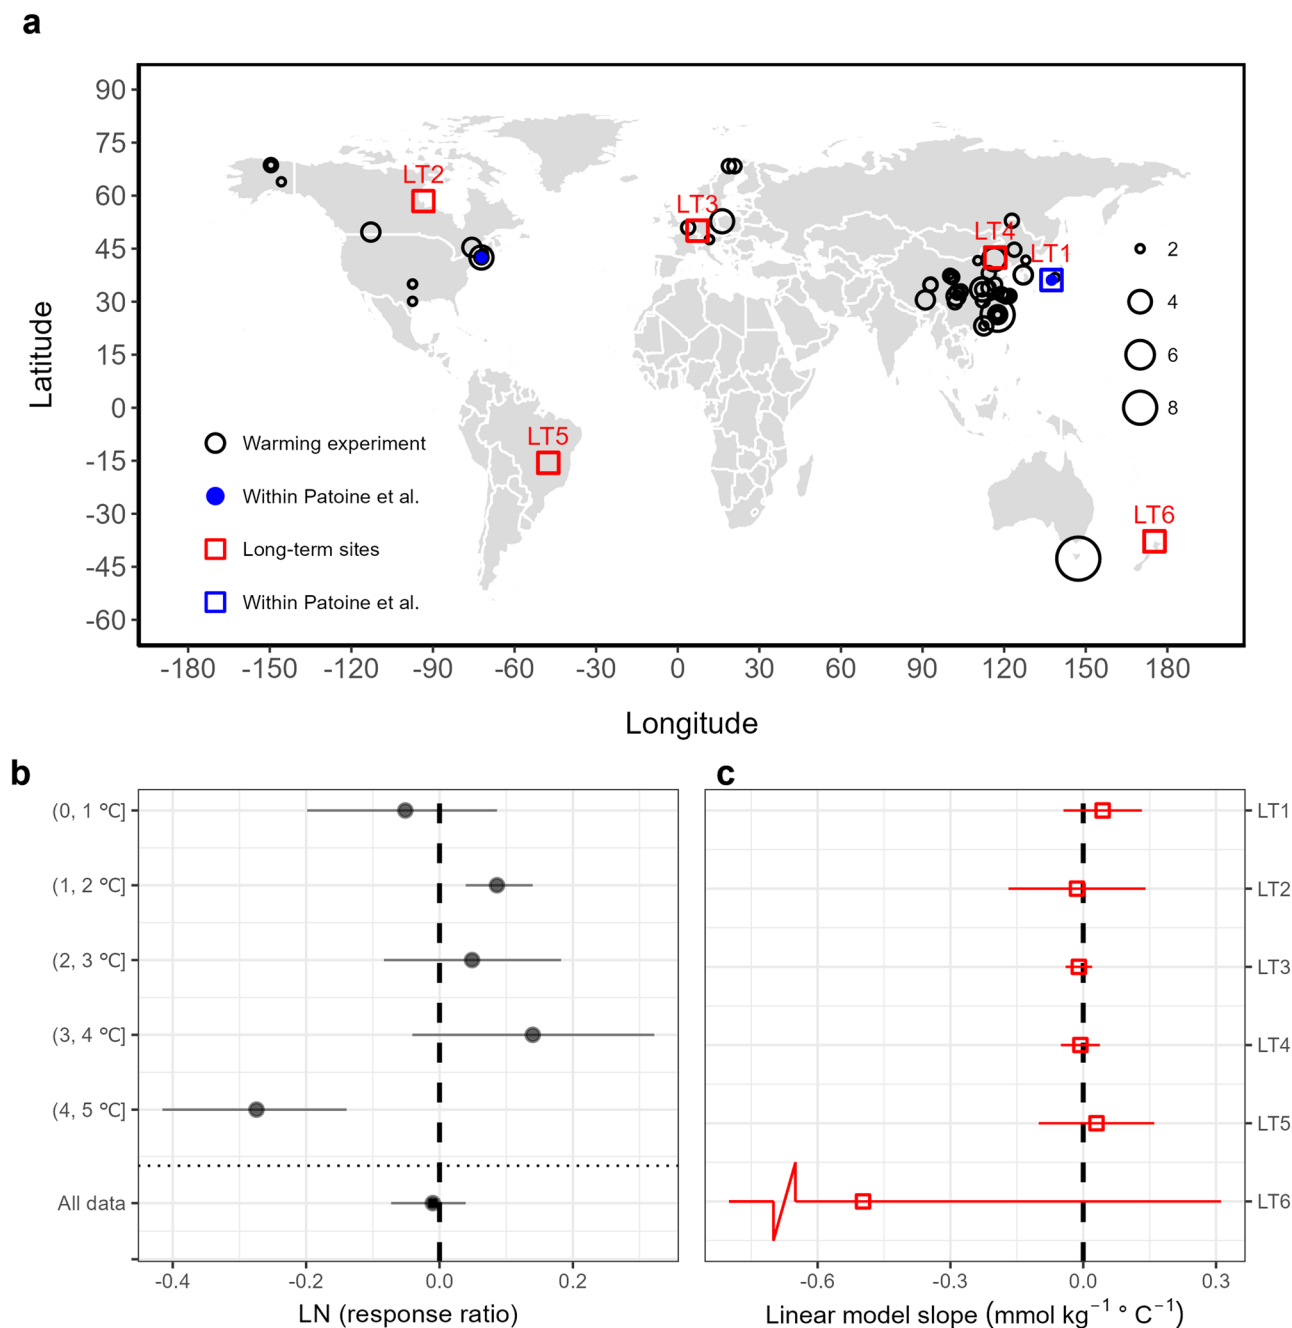 a
90
75
60
45
30
15
0
-15
-30
-45
-60
Latitude
LT2
LT3
LT4
LT1
LT5
LT6
2
4
6
8
Warming experiment
Within Patoine et al.
Long-term sites
Within Patoine et al.
-180 -150 -120 -90 -60 -30 0 30 60 90 120 150 180
Longitude
b
(0, 1 °C]
(1, 2 °C]
(2, 3 °C]
(3, 4 °C]
(4, 5 °C]
All data
-0.4 -0.2 0.0 0.2
LN (response ratio)
c
LT1
LT2
LT3
LT4
LT5
LT6
-0.6 -0.3 0.0 0.3
Linear model slope (mmol kg⁻¹ ° C⁻¹)